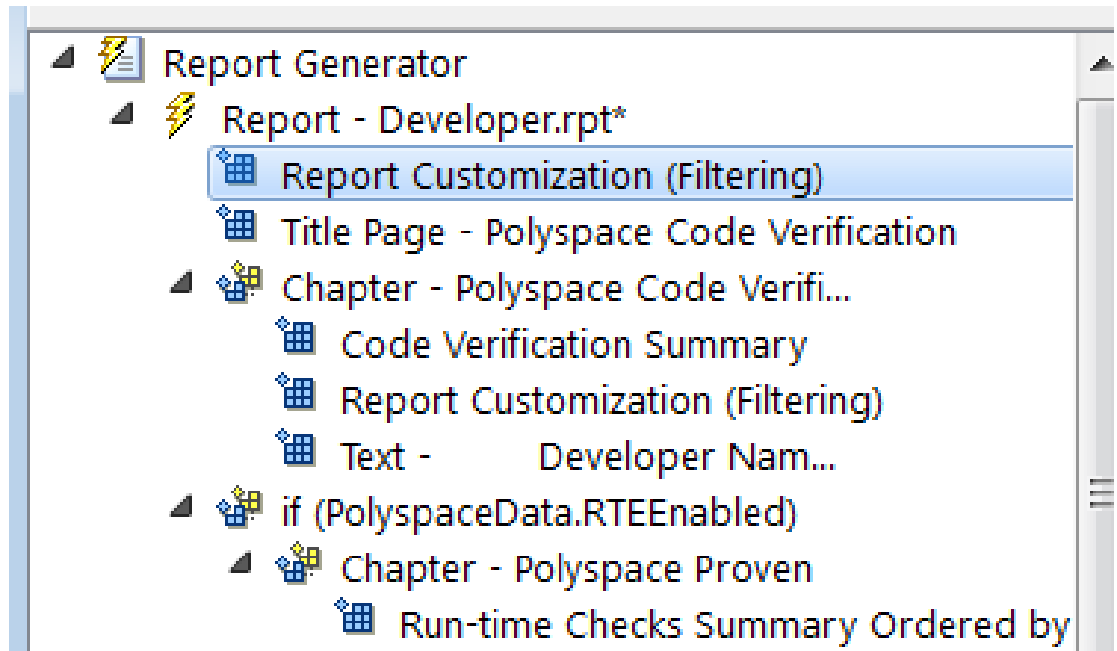 Report Generator
Report - Developer.rpt*
Report Customization (Filtering)
Title Page - Polyspace Code Verification
Chapter - Polyspace Code Verifi...
Code Verification Summary
Report Customization (Filtering)
Text - Developer Nam...
if (PolyspaceData.RTEEnabled)
Chapter - Polyspace Proven
Run-time Checks Summary Ordered by